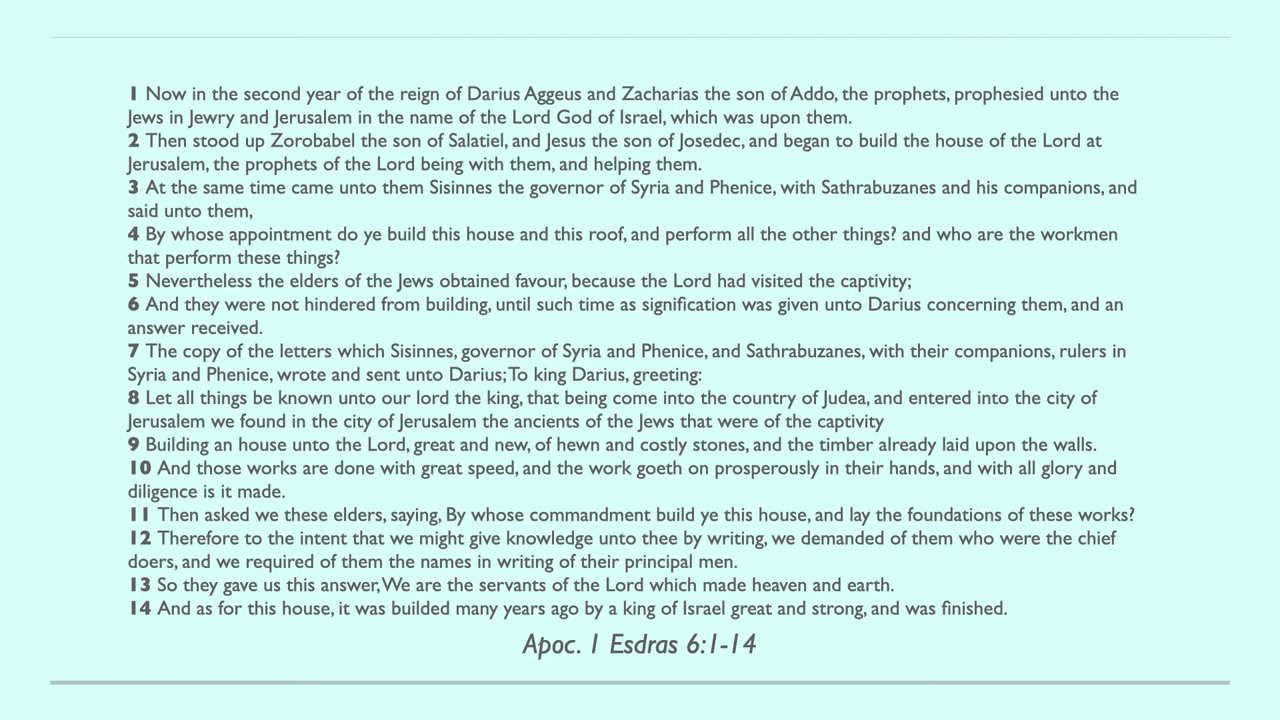 1 Now in the second year of the reign of Darius Aggeus and Zacharias the son of Addo, the prophets, prophesied unto the
Jews in Jewry and Jerusalem in the name of the Lord God of Israel, which was upon them.
2 Then stood up Zorobabel the son of Salatiel, and Jesus the son of Josedec, and began to build the house of the Lord at
Jerusalem, the prophets of the Lord being with them, and helping them.
3 At the same time came unto them Sisinnes the governor of Syria and Phenice, with Sathrabuzanes and his companions, and
said unto them,
4 By whose appointment do ye build this house and this roof, and perform all the other things? and who are the workmen
that perform these things?
5 Nevertheless the elders of the Jews obtained favour, because the Lord had visited the captivity;
6 And they were not hindered from building, until such time as signification was given unto Darius concerning them, and an
answer received.
7 The copy of the letters which Sisinnes, governor of Syria and Phenice, and Sathrabuzanes, with their companions, rulers in
Syria and Phenice, wrote and sent unto Darius; To king Darius, greeting:
8 Let all things be known unto our lord the king, that being come into the country of Judea, and entered into the city of
Jerusalem we found in the city of Jerusalem the ancients of the Jews that were of the captivity
9 Building an house unto the Lord, great and new, of hewn and costly stones, and the timber already laid upon the walls.
10 And those works are done with great speed, and the work goeth on prosperously in their hands, and with all glory and
diligence is it made.
11 Then asked we these elders, saying, By whose commandment build ye this house, and lay the foundations of these works?
12 Therefore to the intent that we might give knowledge unto thee by writing, we demanded of them who were the chief
doers, and we required of them the names in writing of their principal men.
13 So they gave us this answer, We are the servants of the Lord which made heaven and earth.
14 And as for this house, it was builded many years ago by a king of Israel great and strong, and was finished.
Apoc. 1 Esdras 6:1-14